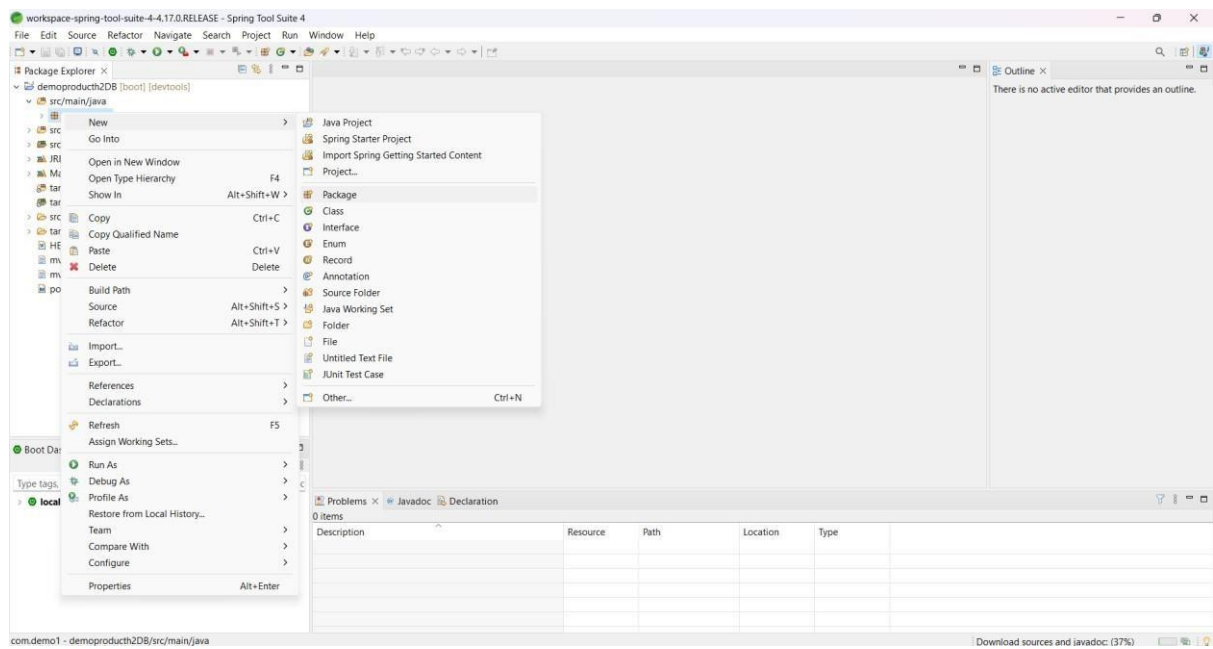 workspace-spring-tool-suite-4-4.17.0.RELEASE - Spring Tool Suite 4
File Edit Source Refactor Navigate Search Project Run Window Help
Package Explorer
demoproducth2DB [boot] [devtools]
src/main/java
src
src
JRI
Ma
tar
tar
src
tar
HE
mv
mv
po
New
Go Into
Open in New Window
Open Type Hierarchy F4
Show In Alt+Shift+W >
Copy Ctrl+C
Copy Qualified Name
Paste Ctrl+V
Delete Delete
Build Path >
Source Alt+Shift+S >
Refactor Alt+Shift+T >
Import...
Export...
References >
Declarations >
Refresh F5
Assign Working Sets...
Run As >
Debug As >
Profile As >
Restore from Local History...
Team >
Compare With >
Configure >
Properties Alt+Enter
Java Project
Spring Starter Project
Import Spring Getting Started Content
Project...
Package
Class
Interface
Enum
Record
Annotation
Source Folder
Java Working Set
Folder
File
Untitled Text File
JUnit Test Case
Other... Ctrl+N
Boot Das
Type tags,
local
Outline
There is no active editor that provides an outline.
Problems Javadoc Declaration
0 items
Description Resource Path Location Type
com.demo1 - demoproducth2DB/src/main/java
Download sources and javadoc: (37%)